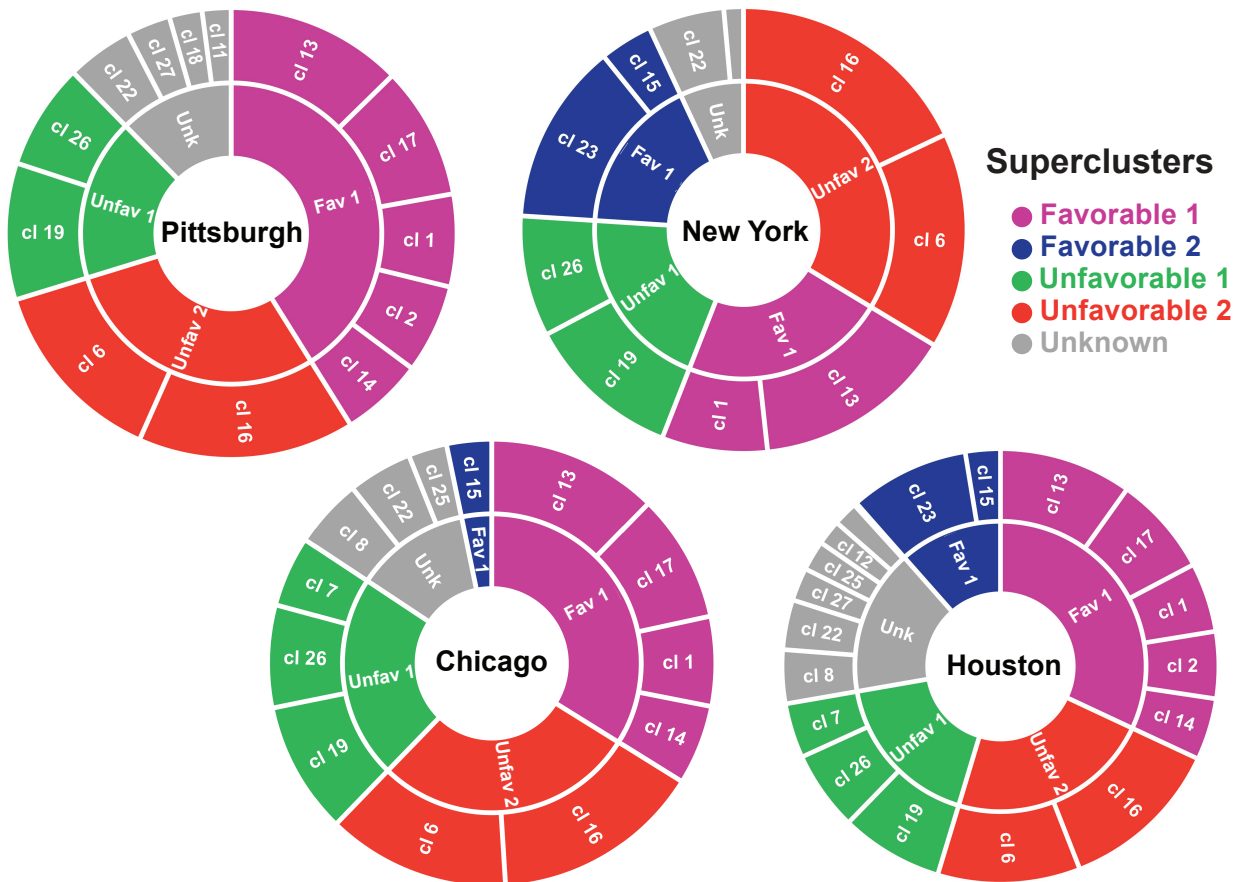 Pittsburgh
Fav 1
Unfav 2
Unfav 1
Unk
cl 13
cl 17
cl 1
cl 2
cl 14
cl 16
cl 6
cl 19
cl 26
cl 22
cl 27
cl 18
cl 11
New York
Unfav 2
Fav 1
Unfav 1
Fav 1
Unk
cl 16
cl 6
cl 13
cl 1
cl 19
cl 26
cl 23
cl 15
cl 22
Superclusters
Favorable 1
Favorable 2
Unfavorable 1
Unfavorable 2
Unknown
Chicago
Fav 1
Unfav 2
Unfav 1
Unk
Fav 1
cl 13
cl 17
cl 1
cl 14
cl 16
cl 6
cl 19
cl 26
cl 7
cl 8
cl 22
cl 25
cl 15
Houston
Fav 1
Unfav 2
Unfav 1
Unk
Fav 1
cl 13
cl 17
cl 1
cl 2
cl 14
cl 16
cl 6
cl 19
cl 26
cl 7
cl 8
cl 22
cl 27
cl 25
cl 12
cl 23
cl 15